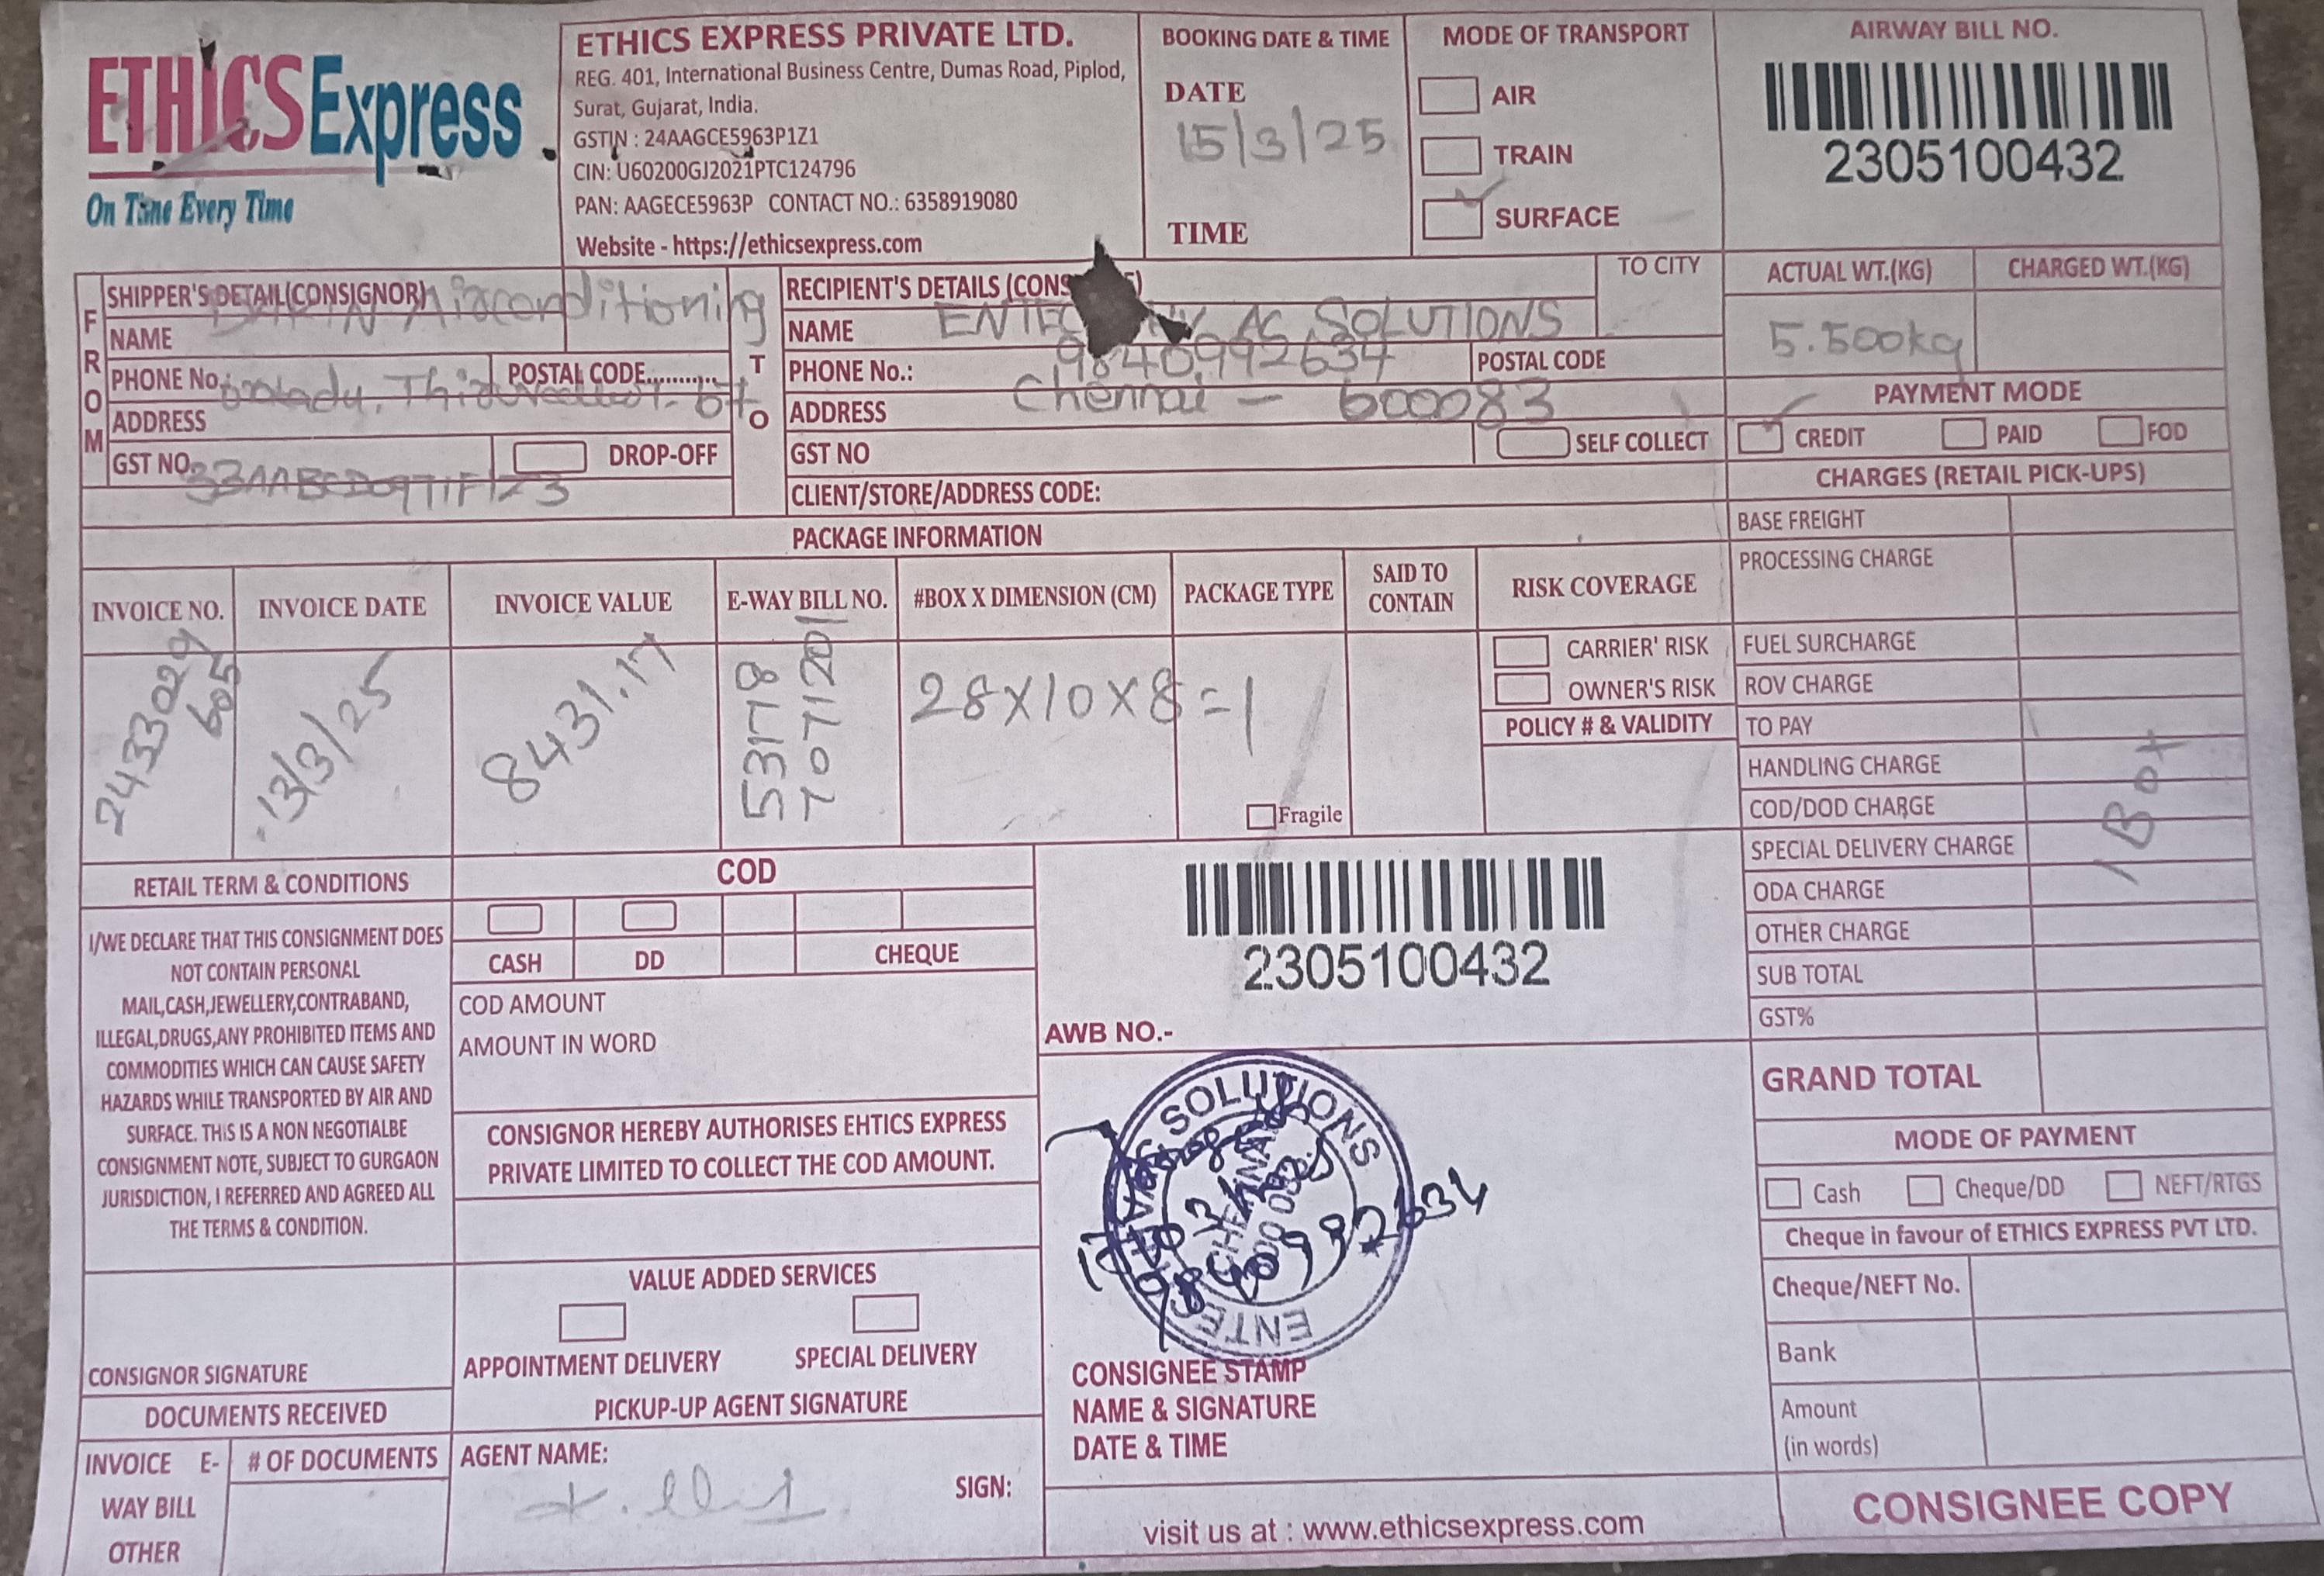 ETHICS Express
On Time Every Time
ETHICS EXPRESS PRIVATE LTD.
REG. 401, International Business Centre, Dumas Road, Piplod,
Surat, Gujarat, India.
GSTIN : 24AAGCE5963P1Z1
CIN: U60200GJ2021PTC124796
PAN: AAGECE5963P CONTACT NO.: 6358919080
Website - https://ethicsexpress.com
BOOKING DATE & TIME
DATE
15/3/25
TIME
MODE OF TRANSPORT
AIR
TRAIN
SURFACE
AIRWAY BILL NO.
2305100432
FROM
SHIPPER'S DETAIL(CONSIGNOR)
NAME Airconditioning
PHONE No. POSTAL CODE..........
ADDRESS
GST NO. DROP-OFF
TO
RECIPIENT'S DETAILS
TO CITY
NAME AC SOLUTIONS
PHONE No.: 9840992634 POSTAL CODE
ADDRESS Chennai - 600083
GST NO SELF COLLECT
CLIENT/STORE/ADDRESS CODE:
ACTUAL WT.(KG) CHARGED WT.(KG)
5.500kg
PAYMENT MODE
CREDIT PAID FOD
CHARGES (RETAIL PICK-UPS)
BASE FREIGHT
PROCESSING CHARGE
FUEL SURCHARGE
ROV CHARGE
TO PAY
HANDLING CHARGE
COD/DOD CHARGE
SPECIAL DELIVERY CHARGE
ODA CHARGE
OTHER CHARGE
SUB TOTAL
GST%
1 Box
GRAND TOTAL
PACKAGE INFORMATION
INVOICE NO.
2433029
605
INVOICE DATE
13/3/25
INVOICE VALUE
8431.17
E-WAY BILL NO.
53178
7071201
#BOX X DIMENSION (CM)
28x10x8=1
PACKAGE TYPE
Fragile
SAID TO
CONTAIN
RISK COVERAGE
CARRIER' RISK
OWNER'S RISK
POLICY # & VALIDITY
RETAIL TERM & CONDITIONS
I/WE DECLARE THAT THIS CONSIGNMENT DOES
NOT CONTAIN PERSONAL
MAIL,CASH,JEWELLERY,CONTRABAND,
ILLEGAL,DRUGS,ANY PROHIBITED ITEMS AND
COMMODITIES WHICH CAN CAUSE SAFETY
HAZARDS WHILE TRANSPORTED BY AIR AND
SURFACE. THIS IS A NON NEGOTIALBE
CONSIGNMENT NOTE, SUBJECT TO GURGAON
JURISDICTION, I REFERRED AND AGREED ALL
THE TERMS & CONDITION.
CONSIGNOR SIGNATURE
DOCUMENTS RECEIVED
INVOICE E-
WAY BILL
OTHER
# OF DOCUMENTS
COD
CASH DD CHEQUE
COD AMOUNT
AMOUNT IN WORD
CONSIGNOR HEREBY AUTHORISES EHTICS EXPRESS
PRIVATE LIMITED TO COLLECT THE COD AMOUNT.
VALUE ADDED SERVICES
APPOINTMENT DELIVERY SPECIAL DELIVERY
PICKUP-UP AGENT SIGNATURE
AGENT NAME:
SIGN:
2305100432
AWB NO.-
SOLUTIONS
CHENNAI
CONSIGNEE STAMP
NAME & SIGNATURE
DATE & TIME
visit us at : www.ethicsexpress.com
MODE OF PAYMENT
Cash Cheque/DD NEFT/RTGS
Cheque in favour of ETHICS EXPRESS PVT LTD.
Cheque/NEFT No.
Bank
Amount
(in words)
CONSIGNEE COPY